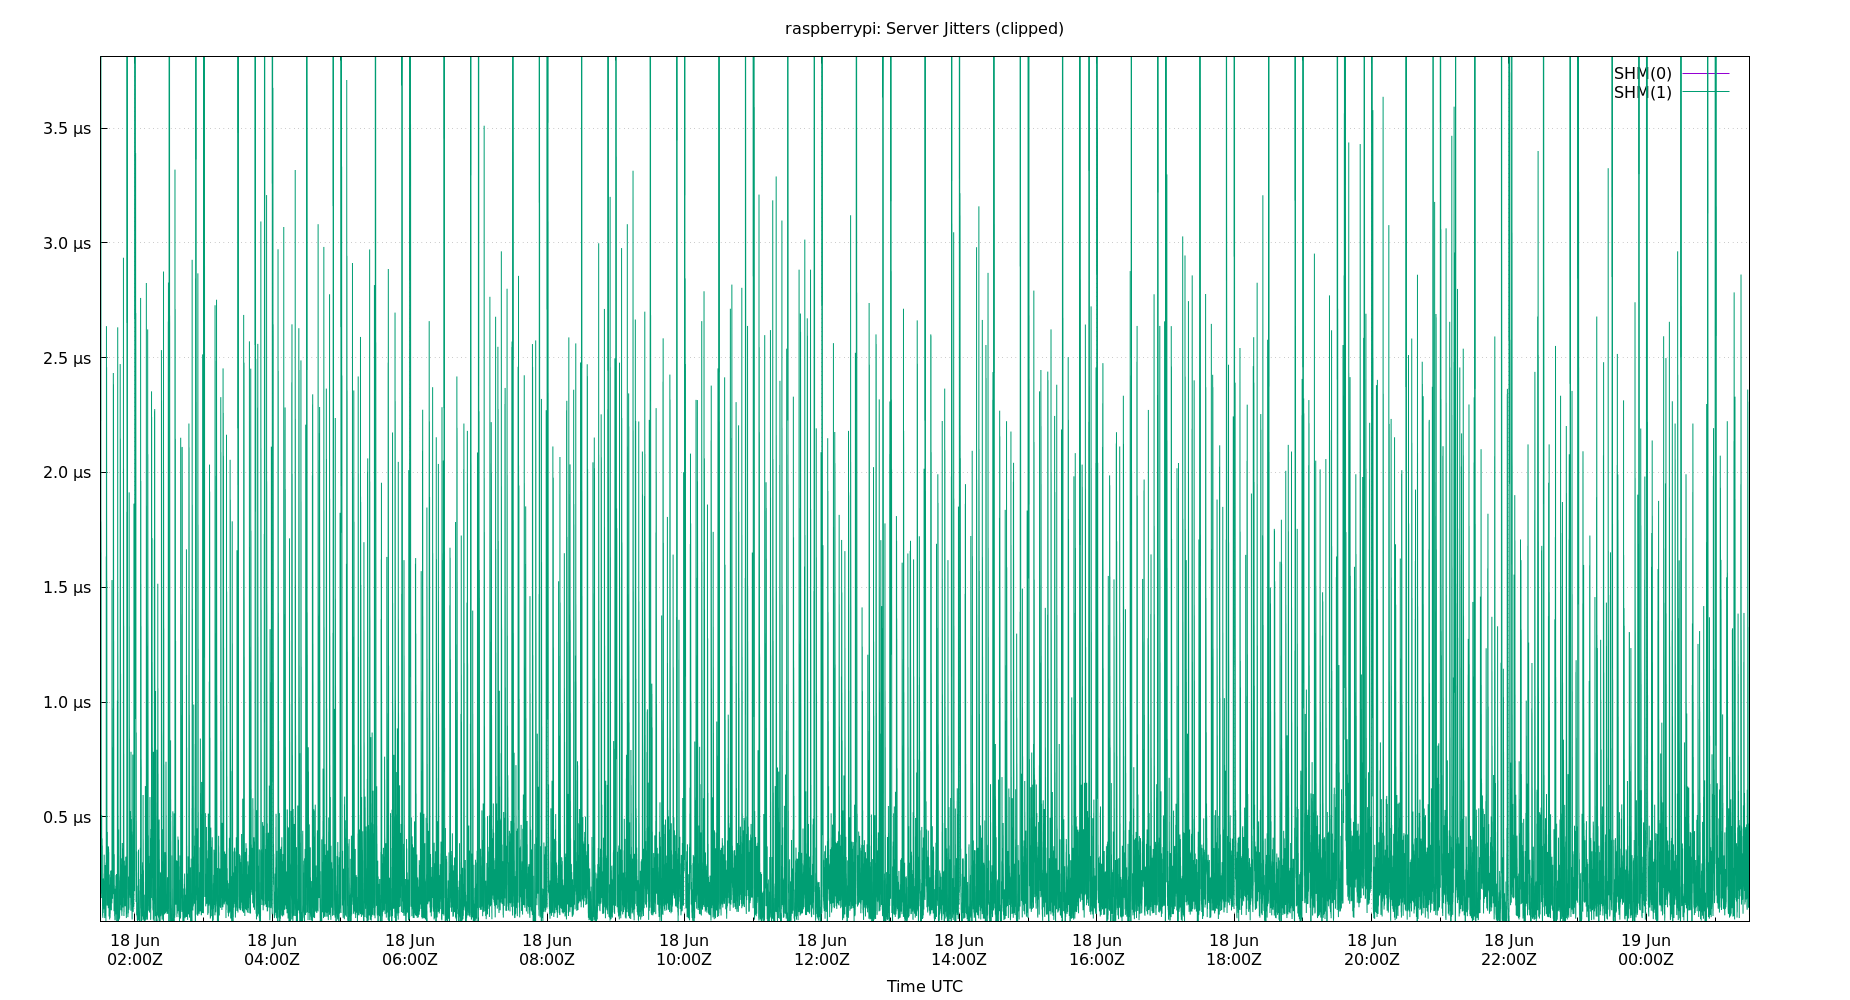 raspberrypi: Server Jitters (clipped)
SHM(0)
SHM(1)
3.5 µs
3.0 µs
2.5 µs
2.0 µs
1.5 µs
1.0 µs
0.5 µs
18 Jun 18 Jun 18 Jun 18 Jun 18 Jun 18 Jun 18 Jun 18 Jun 18 Jun 18 Jun 18 Jun 19 Jun
02:00Z 04:00Z 06:00Z 08:00Z 10:00Z 12:00Z 14:00Z 16:00Z 18:00Z 20:00Z 22:00Z 00:00Z
Time UTC